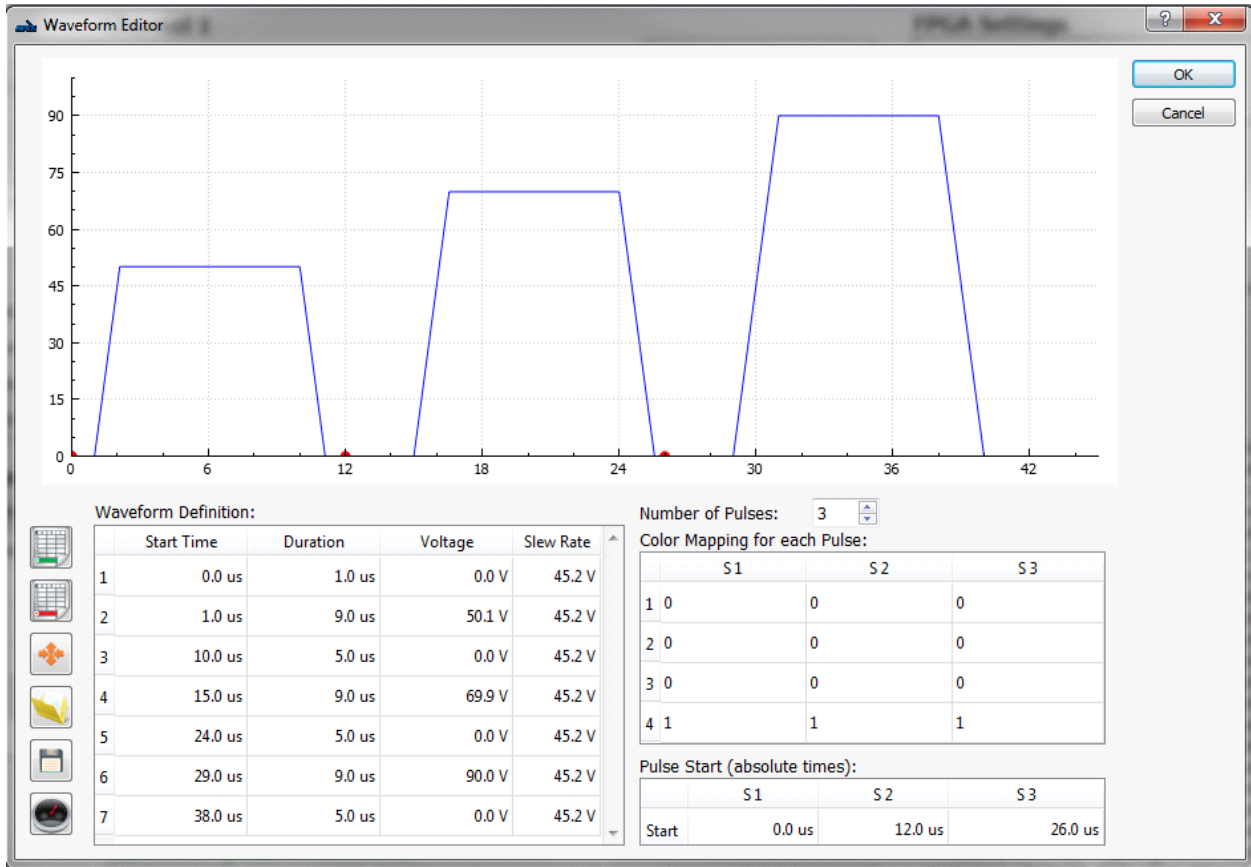 Waveform Editor
FPGA Settings
OK
Cancel
90
75
60
45
30
15
0
0 6 12 18 24 30 36 42
Waveform Definition:
Start Time Duration Voltage Slew Rate
1 0.0 us 1.0 us 0.0 V 45.2 V
2 1.0 us 9.0 us 50.1 V 45.2 V
3 10.0 us 5.0 us 0.0 V 45.2 V
4 15.0 us 9.0 us 69.9 V 45.2 V
5 24.0 us 5.0 us 0.0 V 45.2 V
6 29.0 us 9.0 us 90.0 V 45.2 V
7 38.0 us 5.0 us 0.0 V 45.2 V
Number of Pulses: 3
Color Mapping for each Pulse:
S 1 S 2 S 3
1 0 0 0
2 0 0 0
3 0 0 0
4 1 1 1
Pulse Start (absolute times):
S 1 S 2 S 3
Start 0.0 us 12.0 us 26.0 us